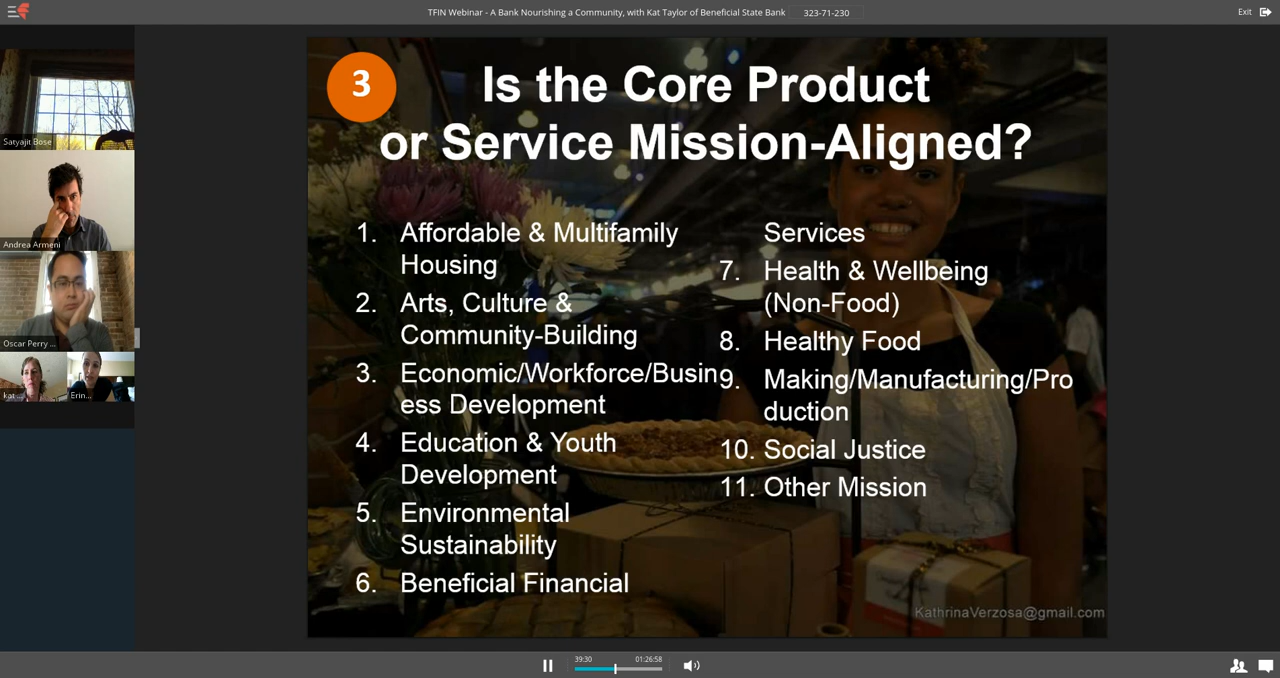 TFIN Webinar - A Bank Nourishing a Community, with Kat Taylor of Beneficial State Bank
323-71-230
Exit
Satyajit Bose
Andrea Armeni
Oscar Perry ...
kat ...
Erin...
3
Is the Core Product
or Service Mission-Aligned?
1. Affordable & Multifamily
Housing
2. Arts, Culture &
Community-Building
3. Economic/Workforce/Busin
ess Development
4. Education & Youth
Development
5. Environmental
Sustainability
6. Beneficial Financial
Services
7. Health & Wellbeing
(Non-Food)
8. Healthy Food
9. Making/Manufacturing/Pro
duction
10. Social Justice
11. Other Mission
KathrinaVerzosa@gmail.com
39:30
01:26:58